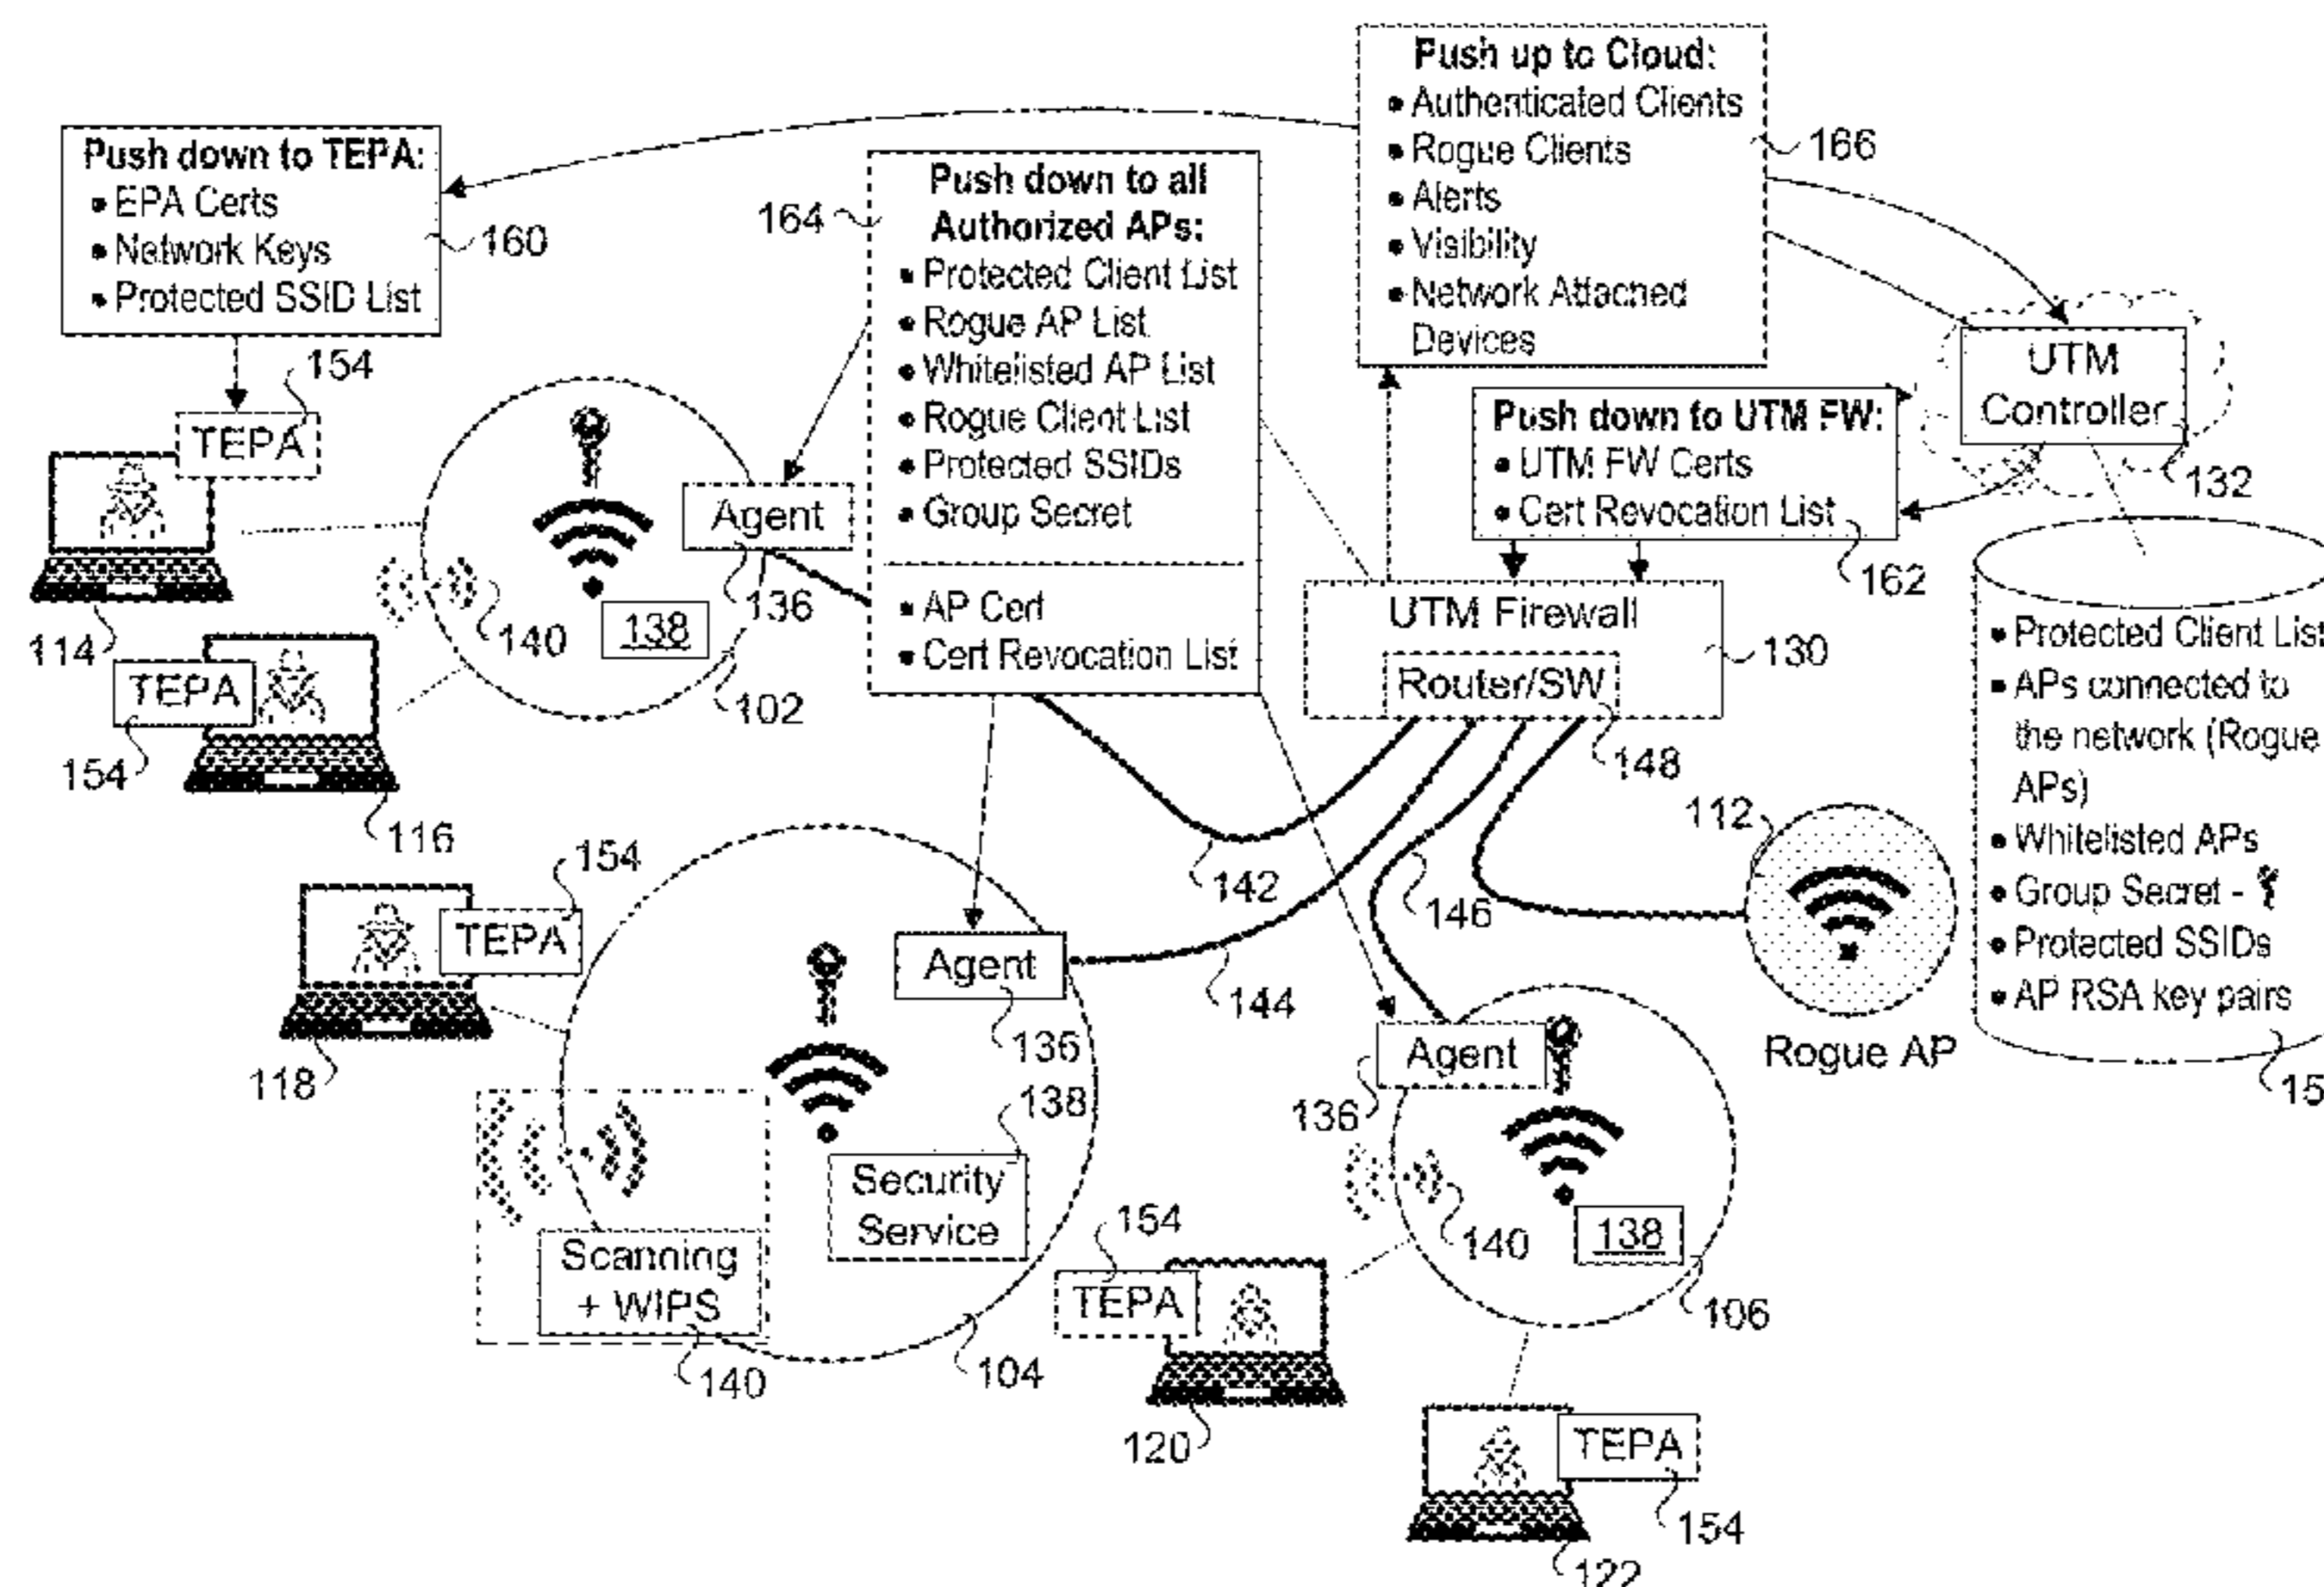 Push up to Cloud:
• Authenticated Clients
• Rogue Clients
• Alerts
• Visibility
• Network Attached
Devices
166
Push down to TEPA:
• EPA Certs
• Network Keys
• Protected SSID List
160
164
Push down to all
Authorized APs:
• Protected Client List
• Rogue AP List
• Whitelisted AP List
• Rogue Client List
• Protected SSIDs
• Group Secret
• AP Cert
• Cert Revocation List
UTM
Controller
132
Push down to UTM FW:
• UTM FW Certs
• Cert Revocation List
162
154
TEPA
114
TEPA
154
116
Agent
136
140
138
102
UTM Firewall
130
Router/SW
148
142
144
146
112
Rogue AP
• Protected Client List
• APs connected to
the network (Rogue
APs)
• Whitelisted APs
• Group Secret -
• Protected SSIDs
• AP RSA key pairs
15
154
TEPA
118
Agent
136
138
Security
Service
Scanning
+ WIPS
140
104
Agent
136
140
138
106
154
TEPA
120
TEPA
154
122